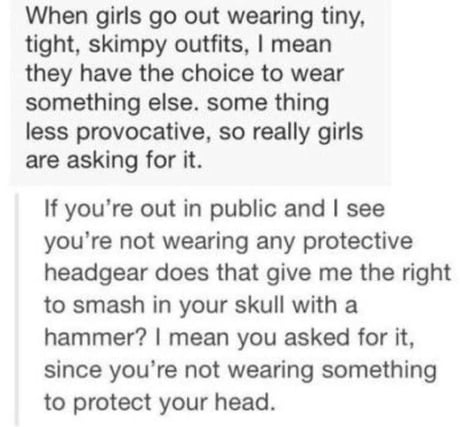 When girls go out wearing tiny,
tight, skimpy outfits, I mean
they have the choice to wear
something else. some thing
less provocative, so really girls
are asking for it.
If you're out in public and I see
you're not wearing any protective
headgear does that give me the right
to smash in your skull with a
hammer? I mean you asked for it,
since you're not wearing something
to protect your head.